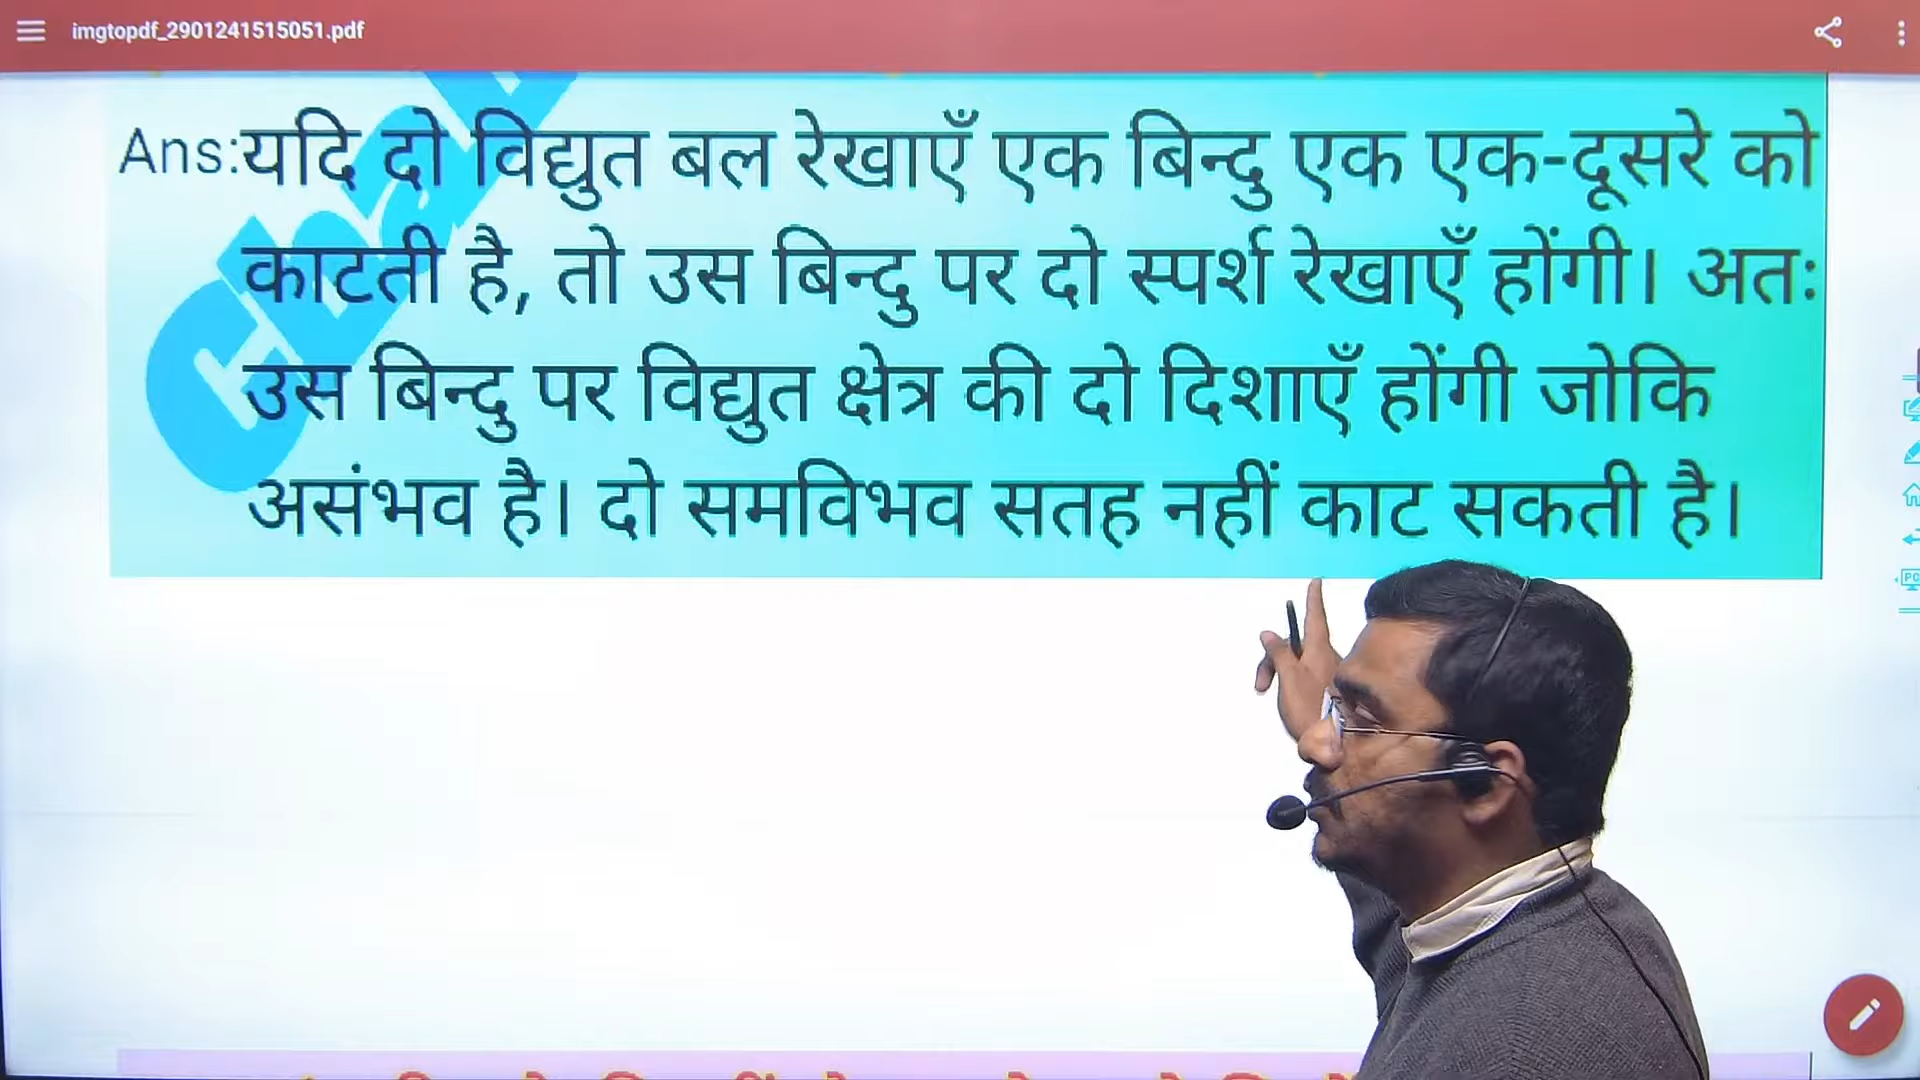 imgtopdf_2901241515051.pdf
Ans:यदि दो विद्युत बल रेखाएँ एक बिन्दु एक एक-दूसरे को
काटती है, तो उस बिन्दु पर दो स्पर्श रेखाएँ होंगी। अतः
उस बिन्दु पर विद्युत क्षेत्र की दो दिशाएँ होंगी जोकि
असंभव है। दो समविभव सतह नहीं काट सकती है।
PC